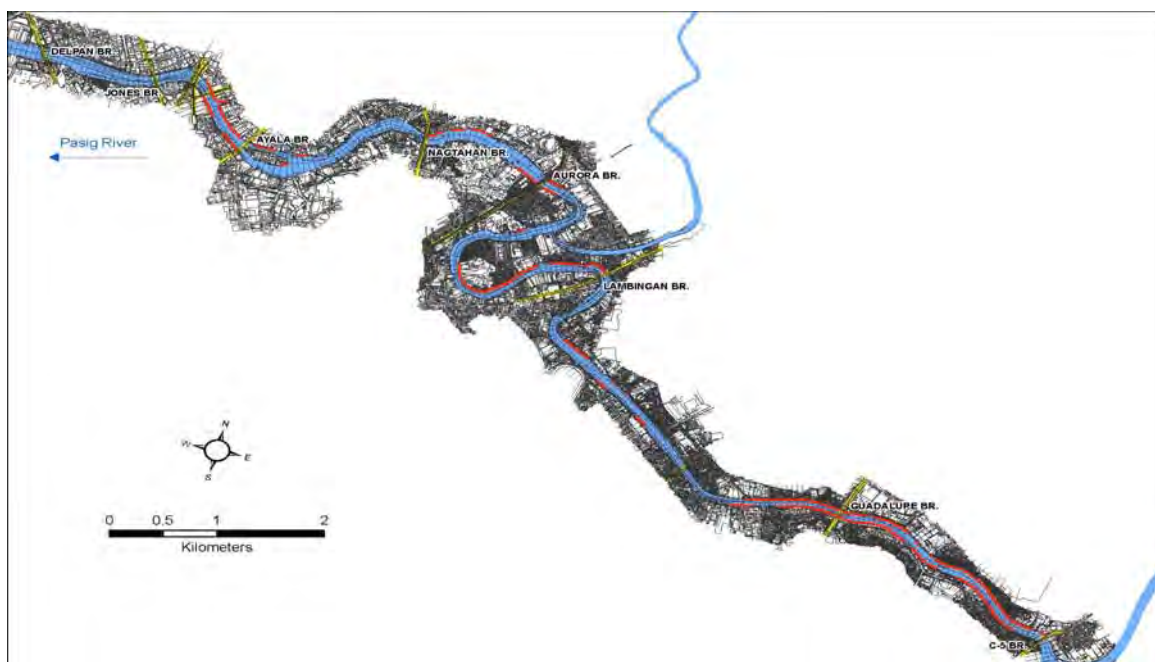 DELPAN BR.
JONES BR.
AYALA BR.
Pasig River
NAGTAHAN BR.
AURORA BR.
LAMBINGAN BR.
N
W
E
S
0 0.5 1 2
Kilometers
GUADALUPE BR.
C-5 BR.